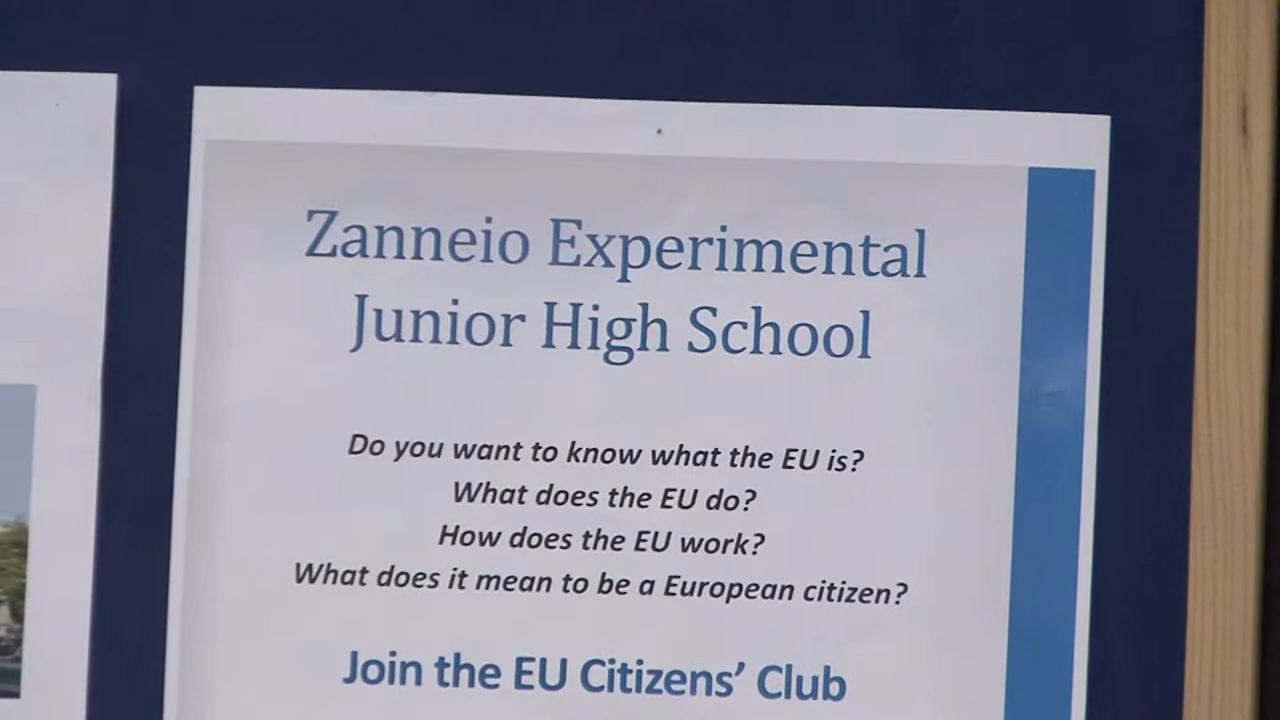 Zanneio Experimental
Junior High School
Do you want to know what the EU is?
What does the EU do?
How does the EU work?
What does it mean to be a European citizen?
Join the EU Citizens’ Club